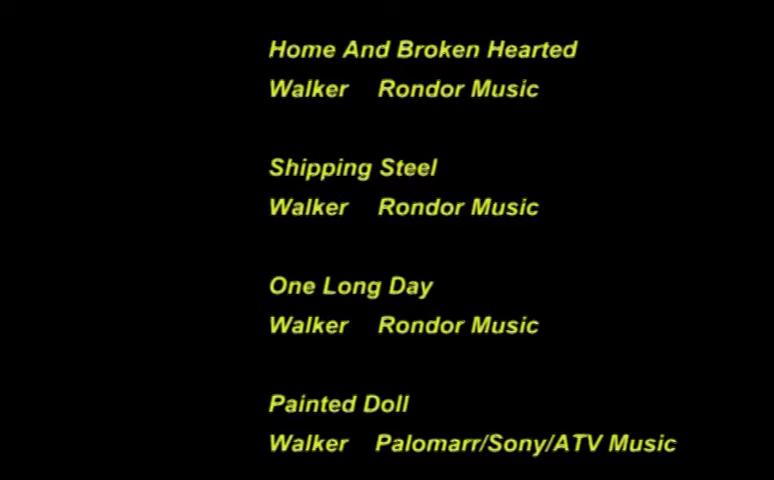 Home And Broken Hearted
Walker Rondor Music
Shipping Steel
Walker Rondor Music
One Long Day
Walker Rondor Music
Painted Doll
Walker Palomarr/Sony/ATV Music